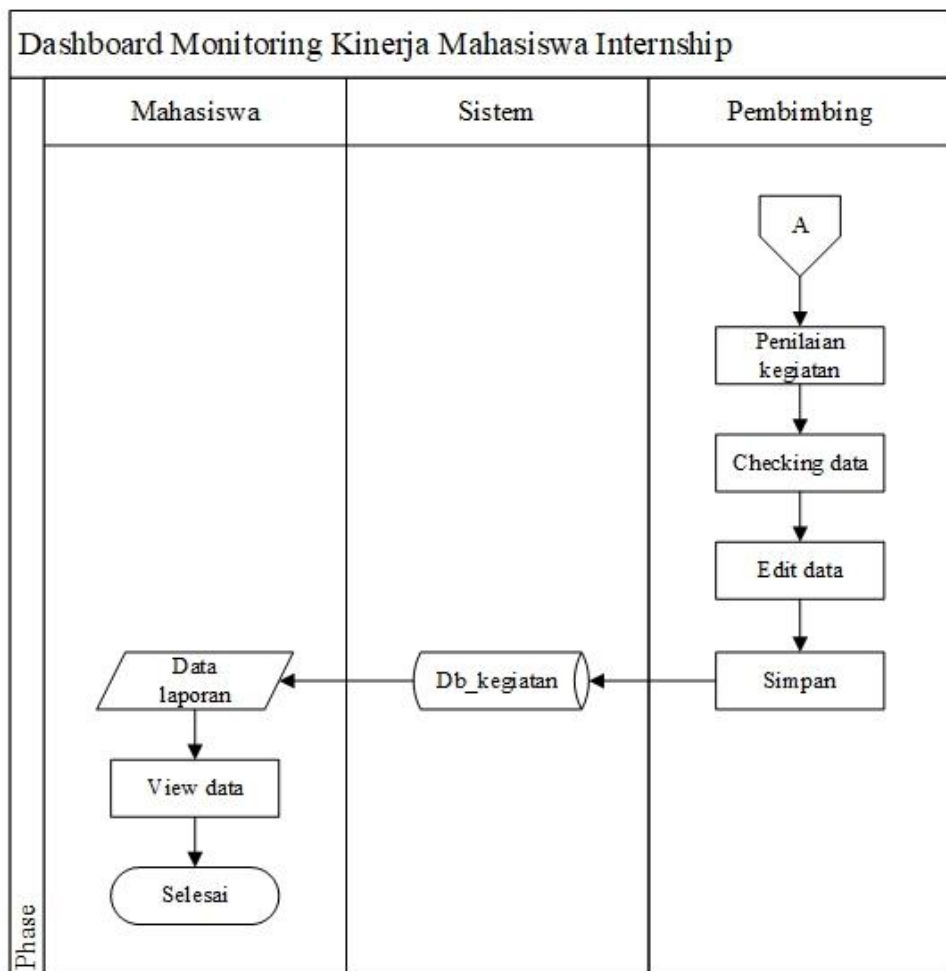 Dashboard Monitoring Kinerja Mahasiswa Internship
Mahasiswa
Sistem
Pembimbing
A
Penilaian
kegiatan
Checking data
Edit data
Simpan
Db_kegiatan
Data
laporan
View data
Selesai
Phase